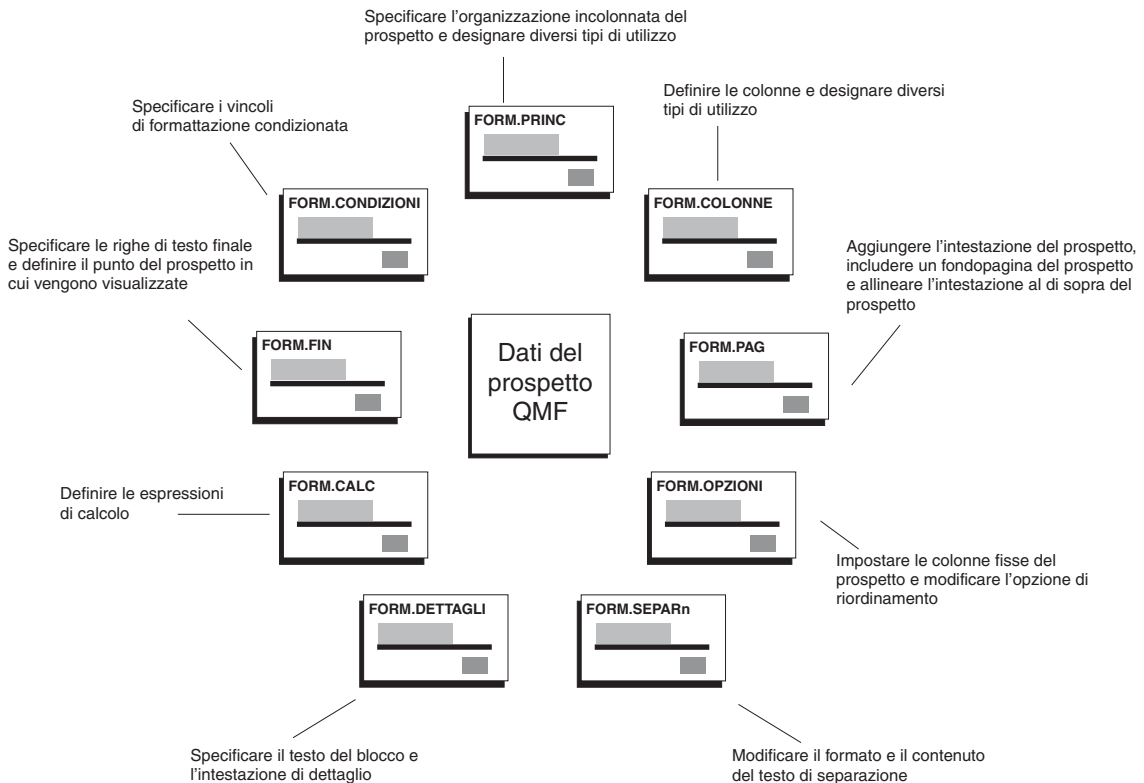 Specificare l'organizzazione incolonnata del
prospetto e designare diversi tipi di utilizzo
Definire le colonne e designare diversi
tipi di utilizzo
Specificare i vincoli
di formattazione condizionata
FORM.PRINC
FORM.CONDIZIONI
FORM.COLONNE
Specificare le righe di testo finale
e definire il punto del prospetto in
cui vengono visualizzate
Aggiungere l'intestazione del prospetto,
includere un fondopagina del prospetto
e allineare l'intestazione al di sopra del
prospetto
FORM.FIN
Dati del
prospetto
QMF
FORM.PAG
FORM.CALC
FORM.OPZIONI
Definire le espressioni
di calcolo
Impostare le colonne fisse del
prospetto e modificare l'opzione di
riordinamento
FORM.DETTAGLI
FORM.SEPARn
Specificare il testo del blocco e
l'intestazione di dettaglio
Modificare il formato e il contenuto
del testo di separazione